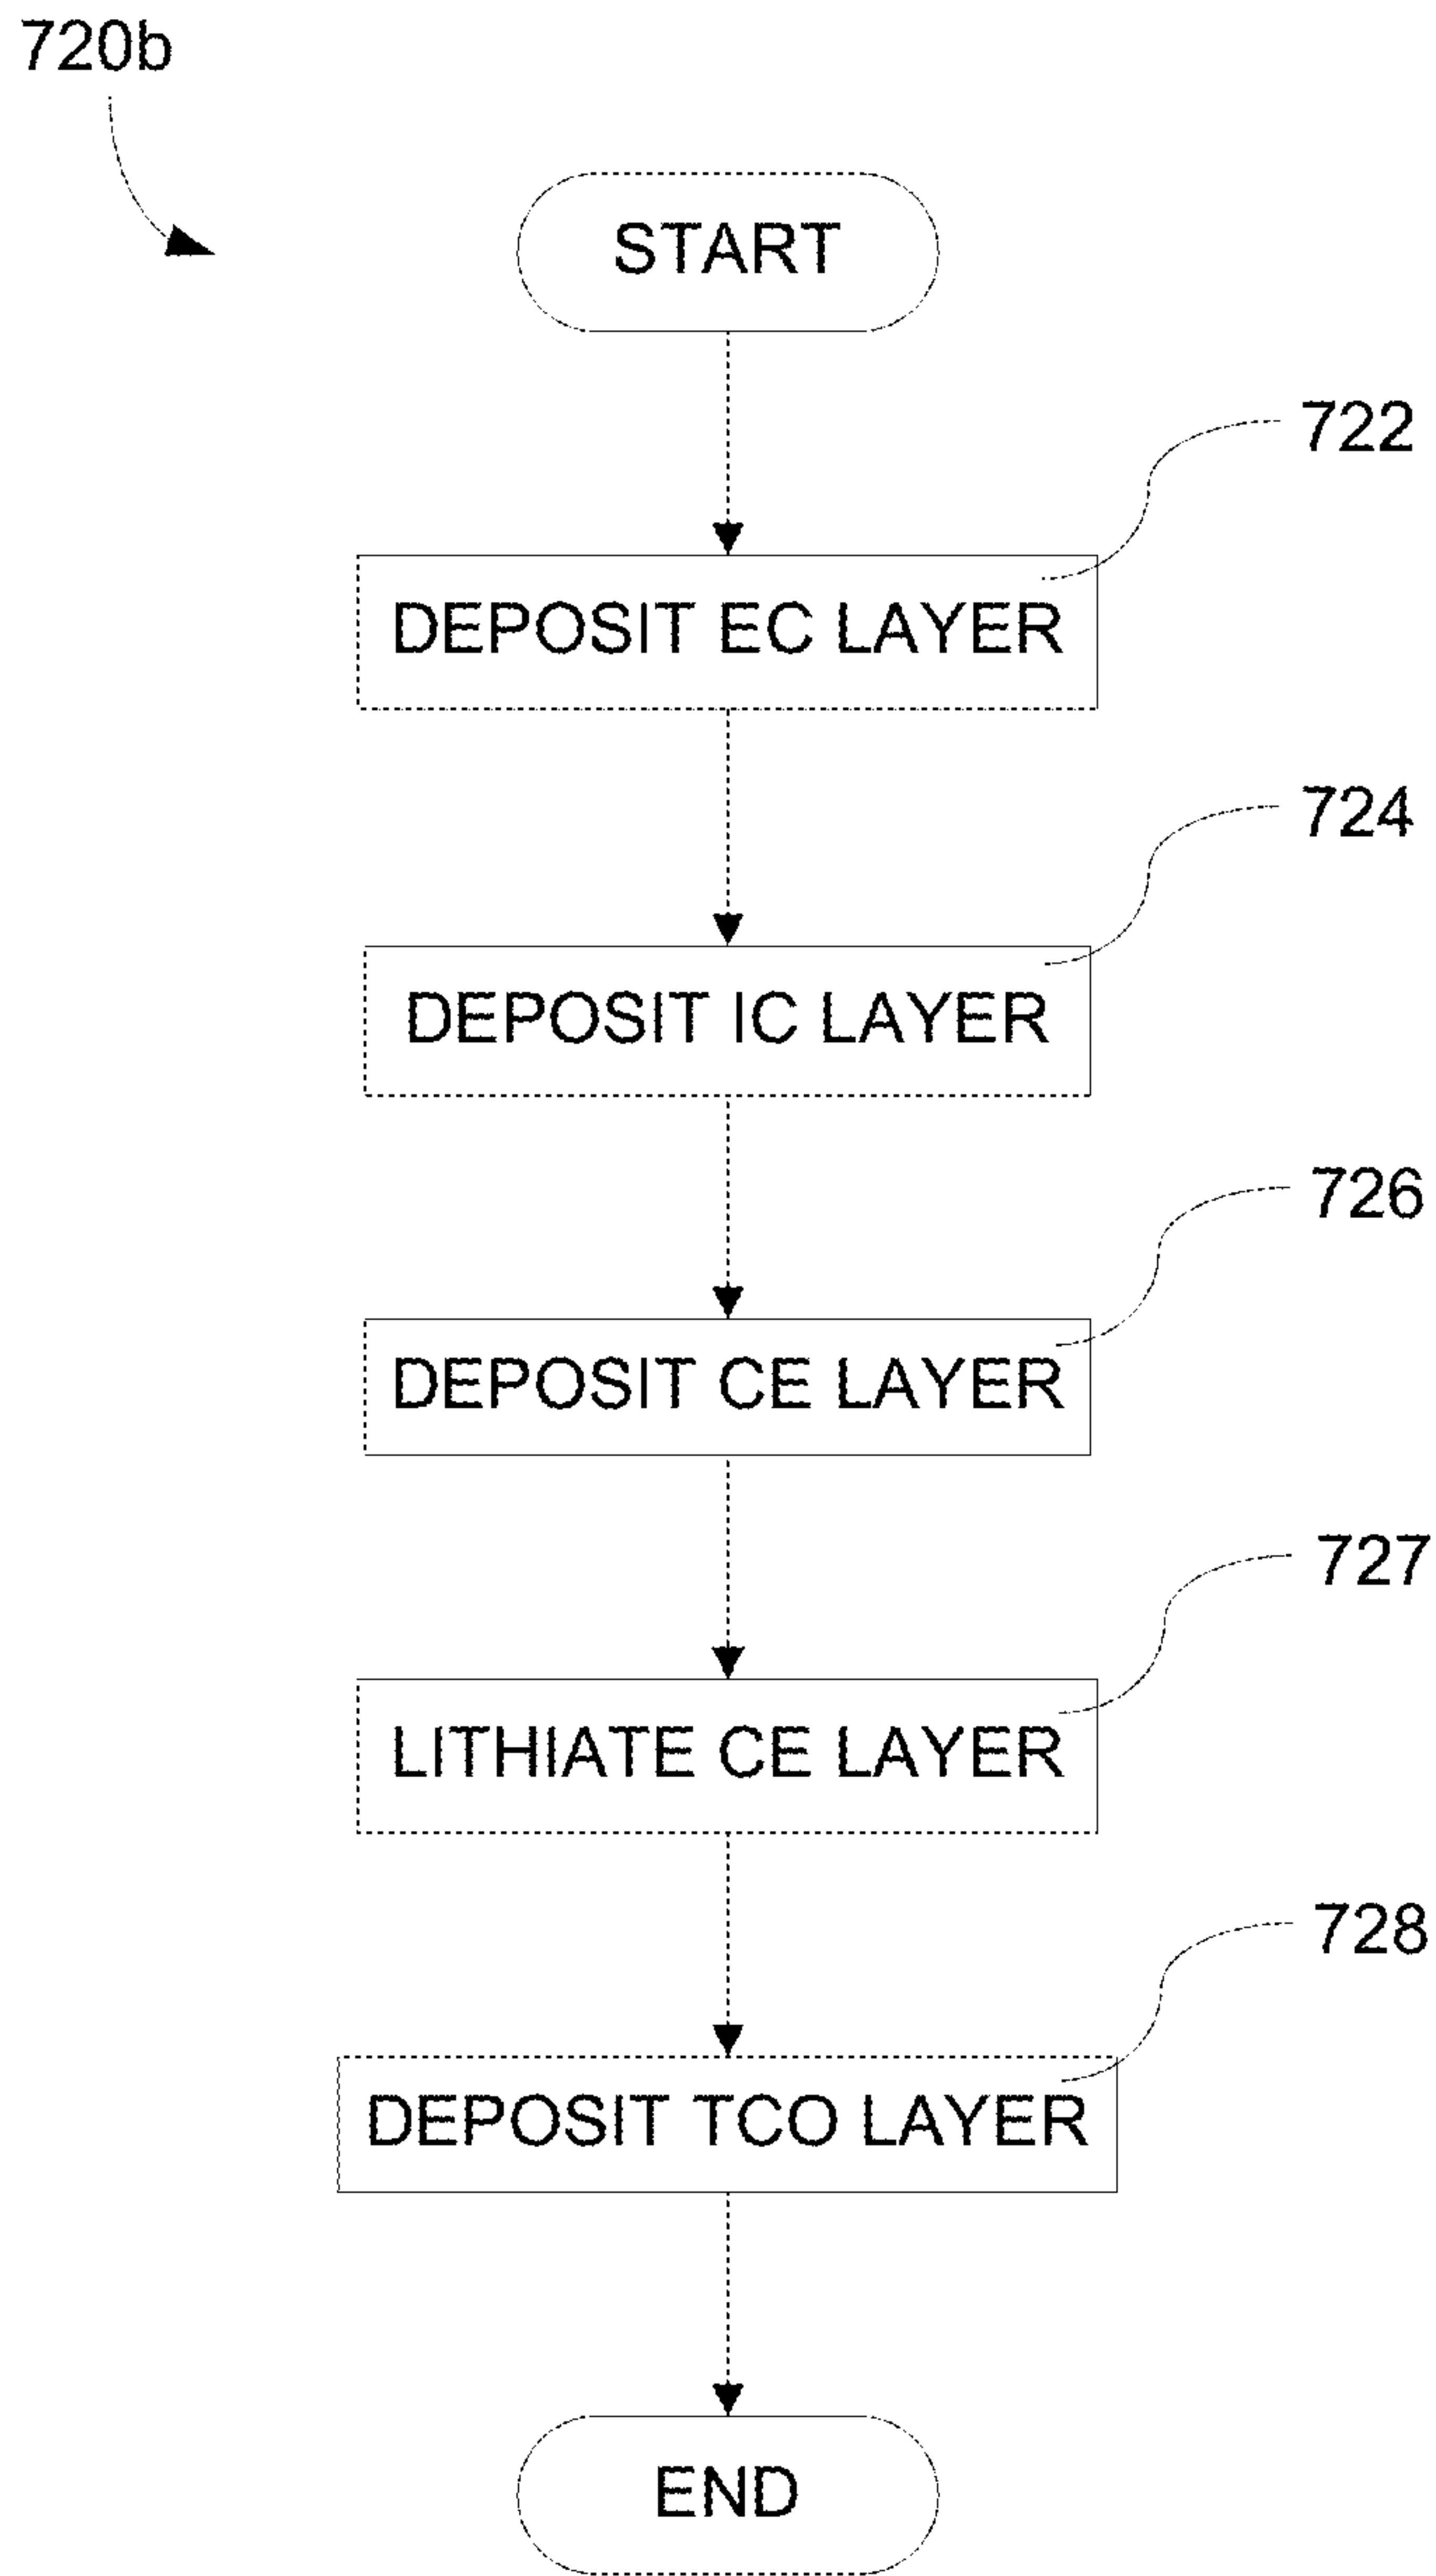 720b
START
722
DEPOSIT EC LAYER
724
DEPOSIT IC LAYER
726
DEPOSIT CE LAYER
727
LITHIATE CE LAYER
728
DEPOSIT TCO LAYER
END